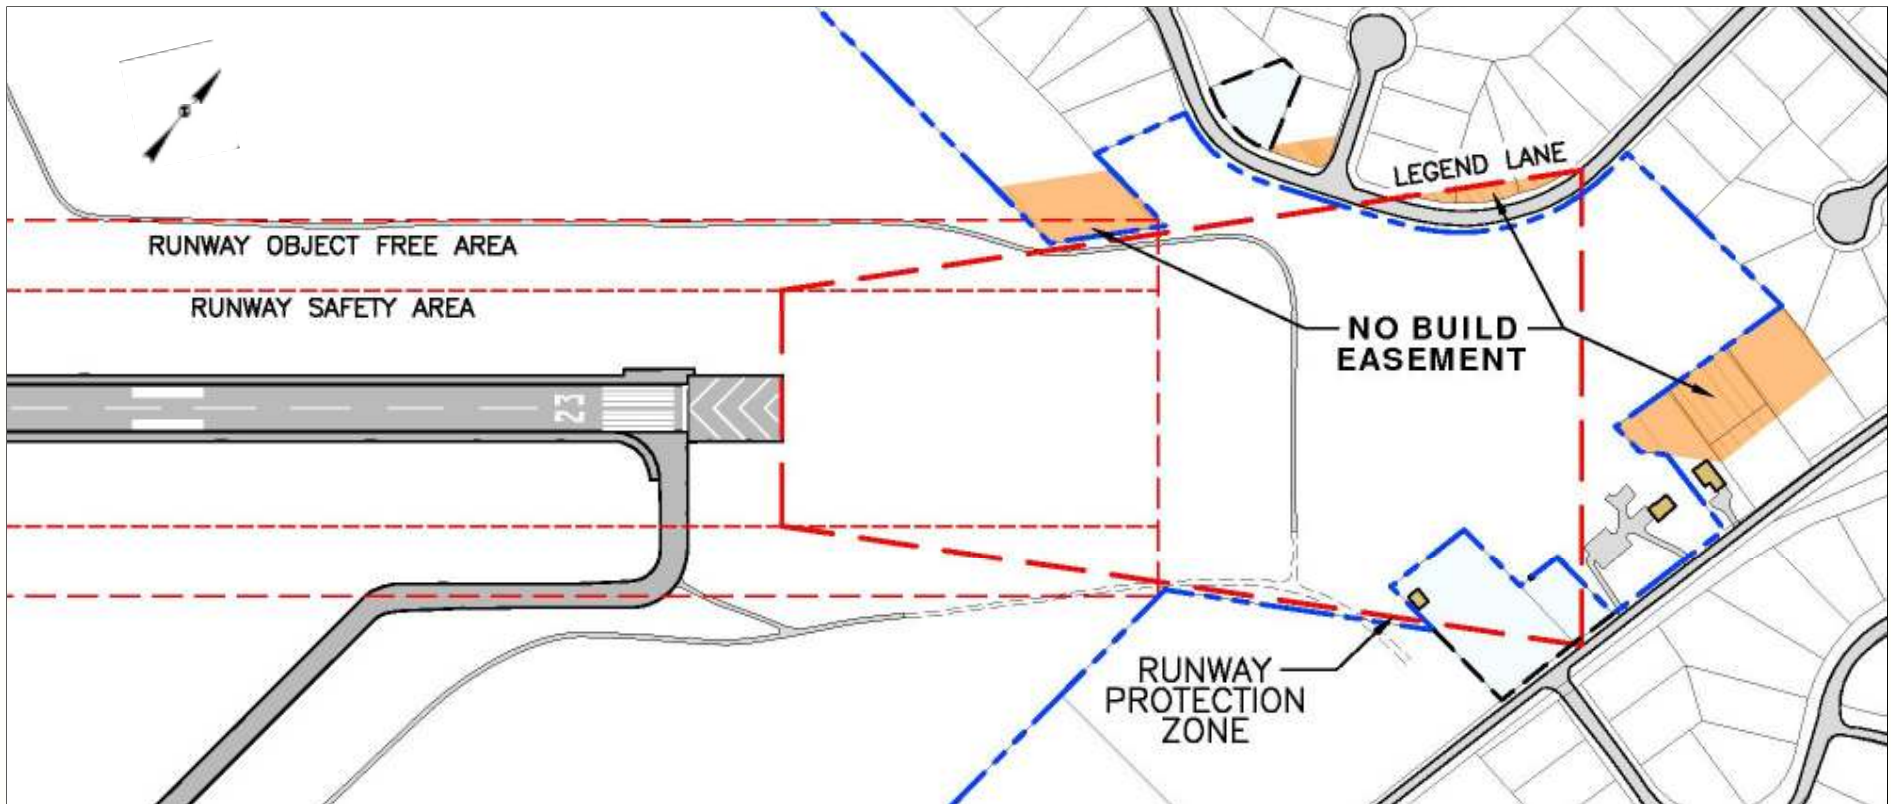 LEGEND LANE
RUNWAY OBJECT FREE AREA
RUNWAY SAFETY AREA
NO BUILD
EASEMENT
23
RUNWAY
PROTECTION
ZONE